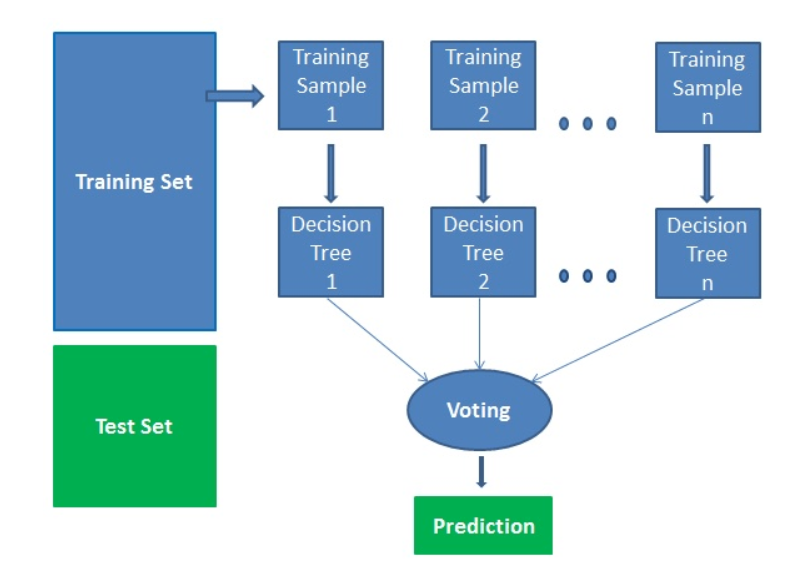 Training Set
Test Set
Training
Sample
1
Training
Sample
2
Training
Sample
n
Decision
Tree
1
Decision
Tree
2
Decision
Tree
n
Voting
Prediction